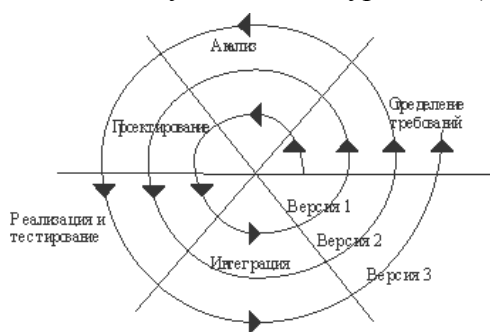 Анализ
Определение
требований
Проектирование
Реализация и
тестирование
Версия 1
Интеграция
Версия 2
Версия 3